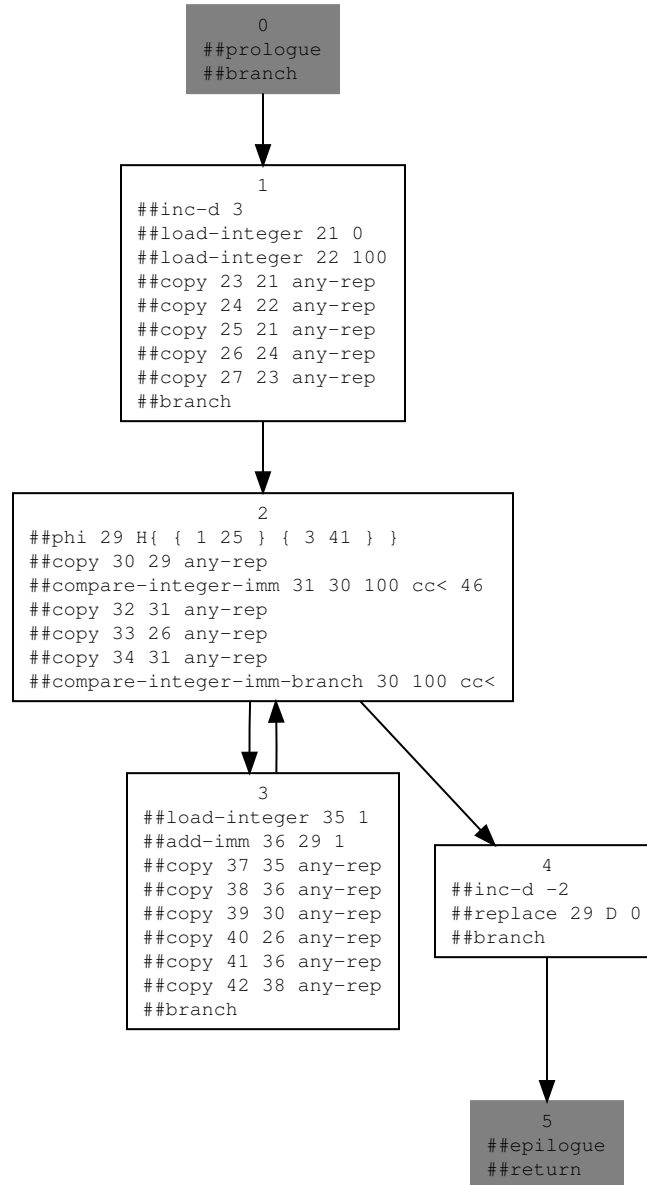 0
##prologue
##branch
1
##inc-d 3
##load-integer 21 0
##load-integer 22 100
##copy 23 21 any-rep
##copy 24 22 any-rep
##copy 25 21 any-rep
##copy 26 24 any-rep
##copy 27 23 any-rep
##branch
2
##phi 29 H{ { 1 25 } { 3 41 } }
##copy 30 29 any-rep
##compare-integer-imm 31 30 100 cc< 46
##copy 32 31 any-rep
##copy 33 26 any-rep
##copy 34 31 any-rep
##compare-integer-imm-branch 30 100 cc<
3
##load-integer 35 1
##add-imm 36 29 1
##copy 37 35 any-rep
##copy 38 36 any-rep
##copy 39 30 any-rep
##copy 40 26 any-rep
##copy 41 36 any-rep
##copy 42 38 any-rep
##branch
4
##inc-d -2
##replace 29 D 0
##branch
5
##epilogue
##return